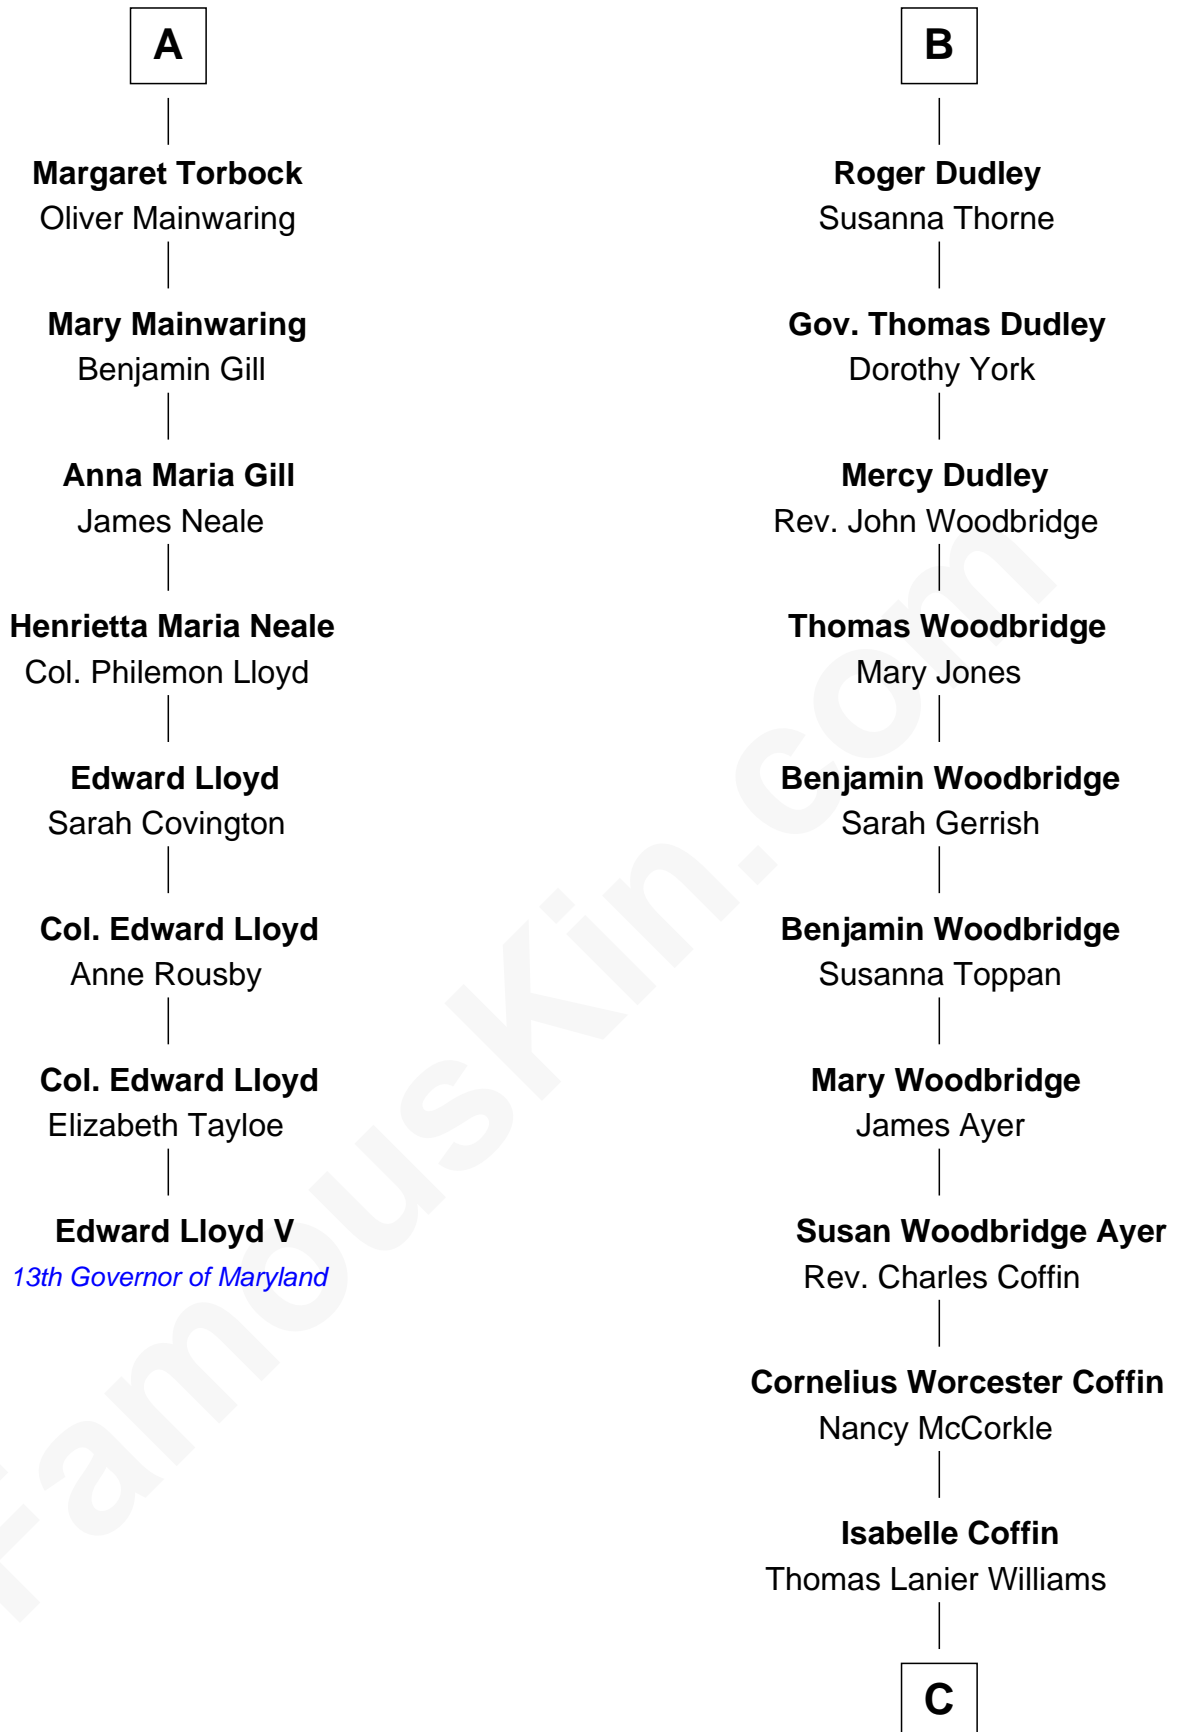 A
Margaret Torbock
Oliver Mainwaring
Mary Mainwaring
Benjamin Gill
Anna Maria Gill
James Neale
Henrietta Maria Neale
Col. Philemon Lloyd
Edward Lloyd
Sarah Covington
Col. Edward Lloyd
Anne Rousby
Col. Edward Lloyd
Elizabeth Tayloe
Edward Lloyd V
13th Governor of Maryland
B
Roger Dudley
Susanna Thorne
Gov. Thomas Dudley
Dorothy York
Mercy Dudley
Rev. John Woodbridge
Thomas Woodbridge
Mary Jones
Benjamin Woodbridge
Sarah Gerrish
Benjamin Woodbridge
Susanna Toppan
Mary Woodbridge
James Ayer
Susan Woodbridge Ayer
Rev. Charles Coffin
Cornelius Worcester Coffin
Nancy McCorkle
Isabelle Coffin
Thomas Lanier Williams
C
FamousKin.com